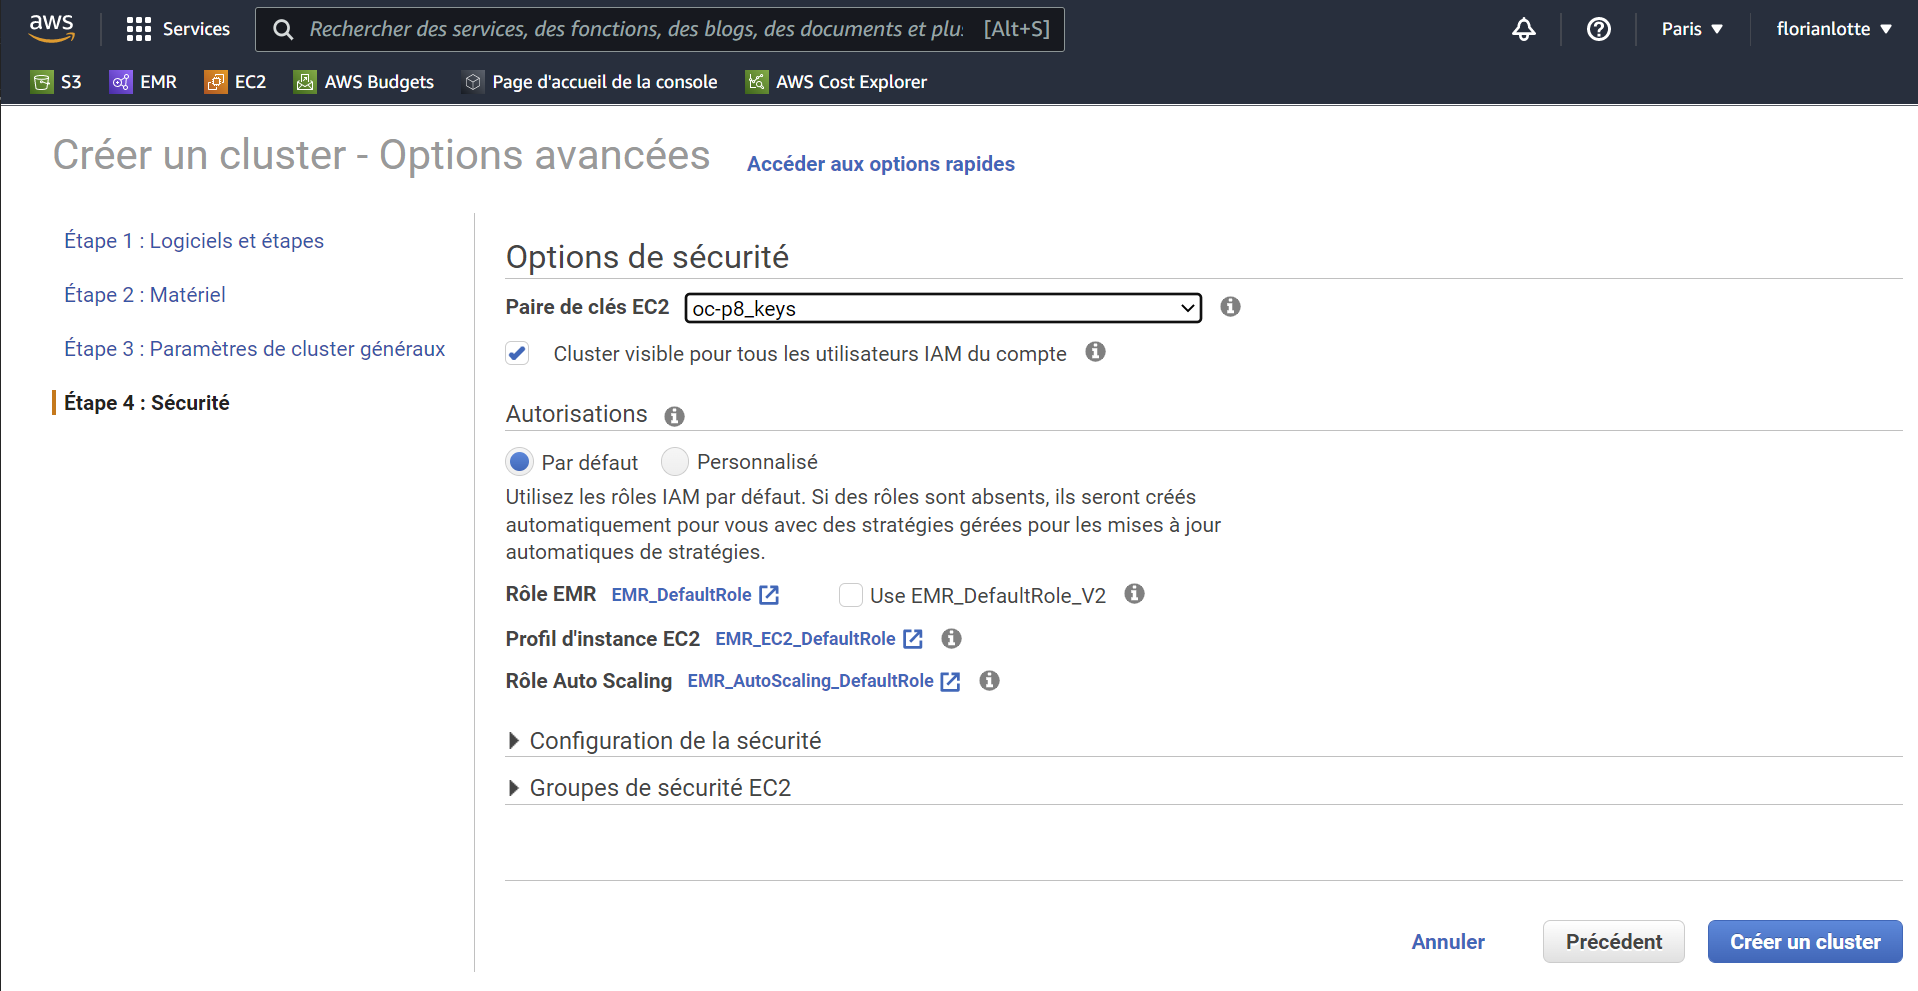 aws
Services
Rechercher des services, des fonctions, des blogs, des documents et plu: [Alt+S]
Paris
florianlotte
S3
EMR
EC2
AWS Budgets
Page d'accueil de la console
AWS Cost Explorer
Créer un cluster - Options avancées
Accéder aux options rapides
Étape 1 : Logiciels et étapes
Étape 2 : Matériel
Étape 3 : Paramètres de cluster généraux
Étape 4 : Sécurité
Options de sécurité
Paire de clés EC2
oc-p8_keys
Cluster visible pour tous les utilisateurs IAM du compte
Autorisations
Par défaut
Personnalisé
Utilisez les rôles IAM par défaut. Si des rôles sont absents, ils seront créés
automatiquement pour vous avec des stratégies gérées pour les mises à jour
automatiques de stratégies.
Rôle EMR EMR_DefaultRole
Use EMR_DefaultRole_V2
Profil d'instance EC2 EMR_EC2_DefaultRole
Rôle Auto Scaling EMR_AutoScaling_DefaultRole
Configuration de la sécurité
Groupes de sécurité EC2
Annuler
Précédent
Créer un cluster